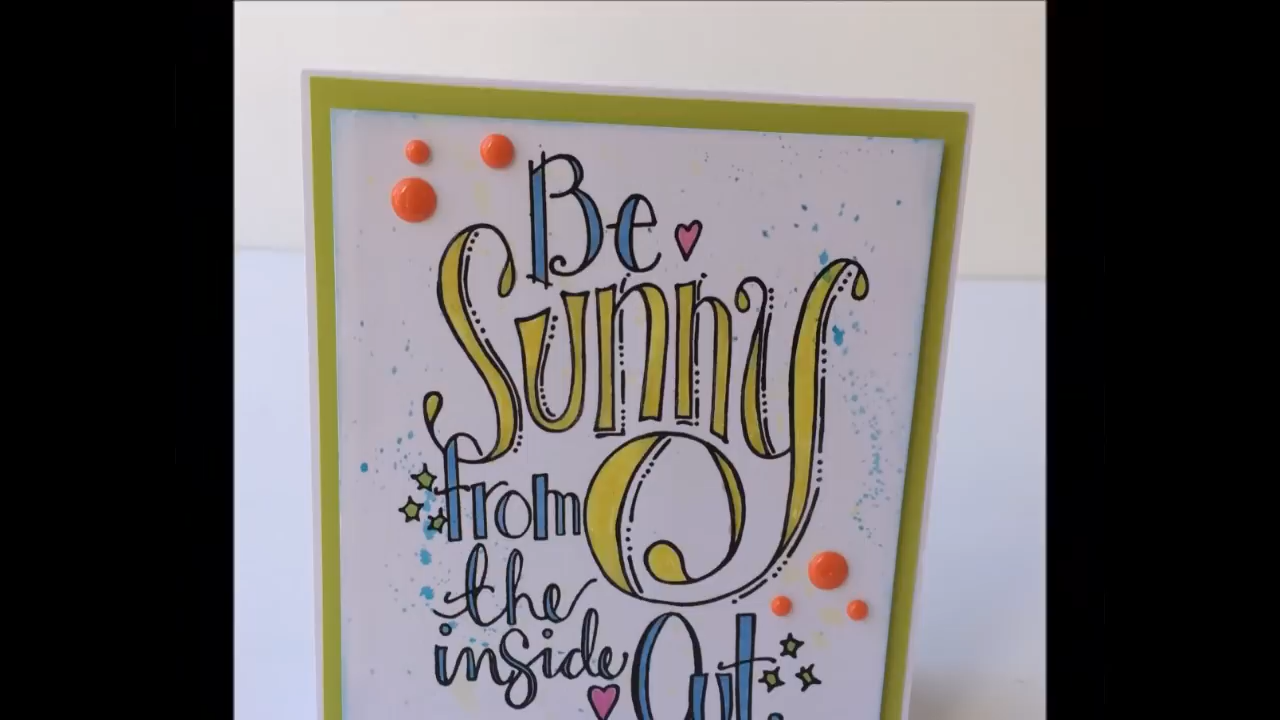 Be
Sunny
from
the
inside Out.